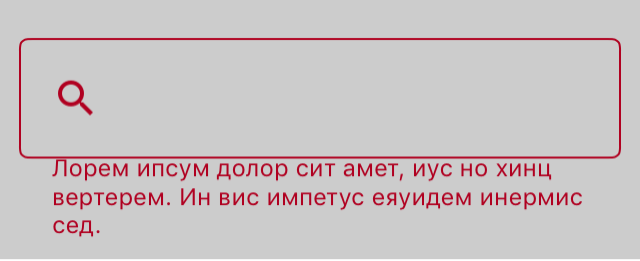 Лорем ипсум долор сит амет, иус но хинц
вертерем. Ин вис импетус еяуидем инермис
сед.